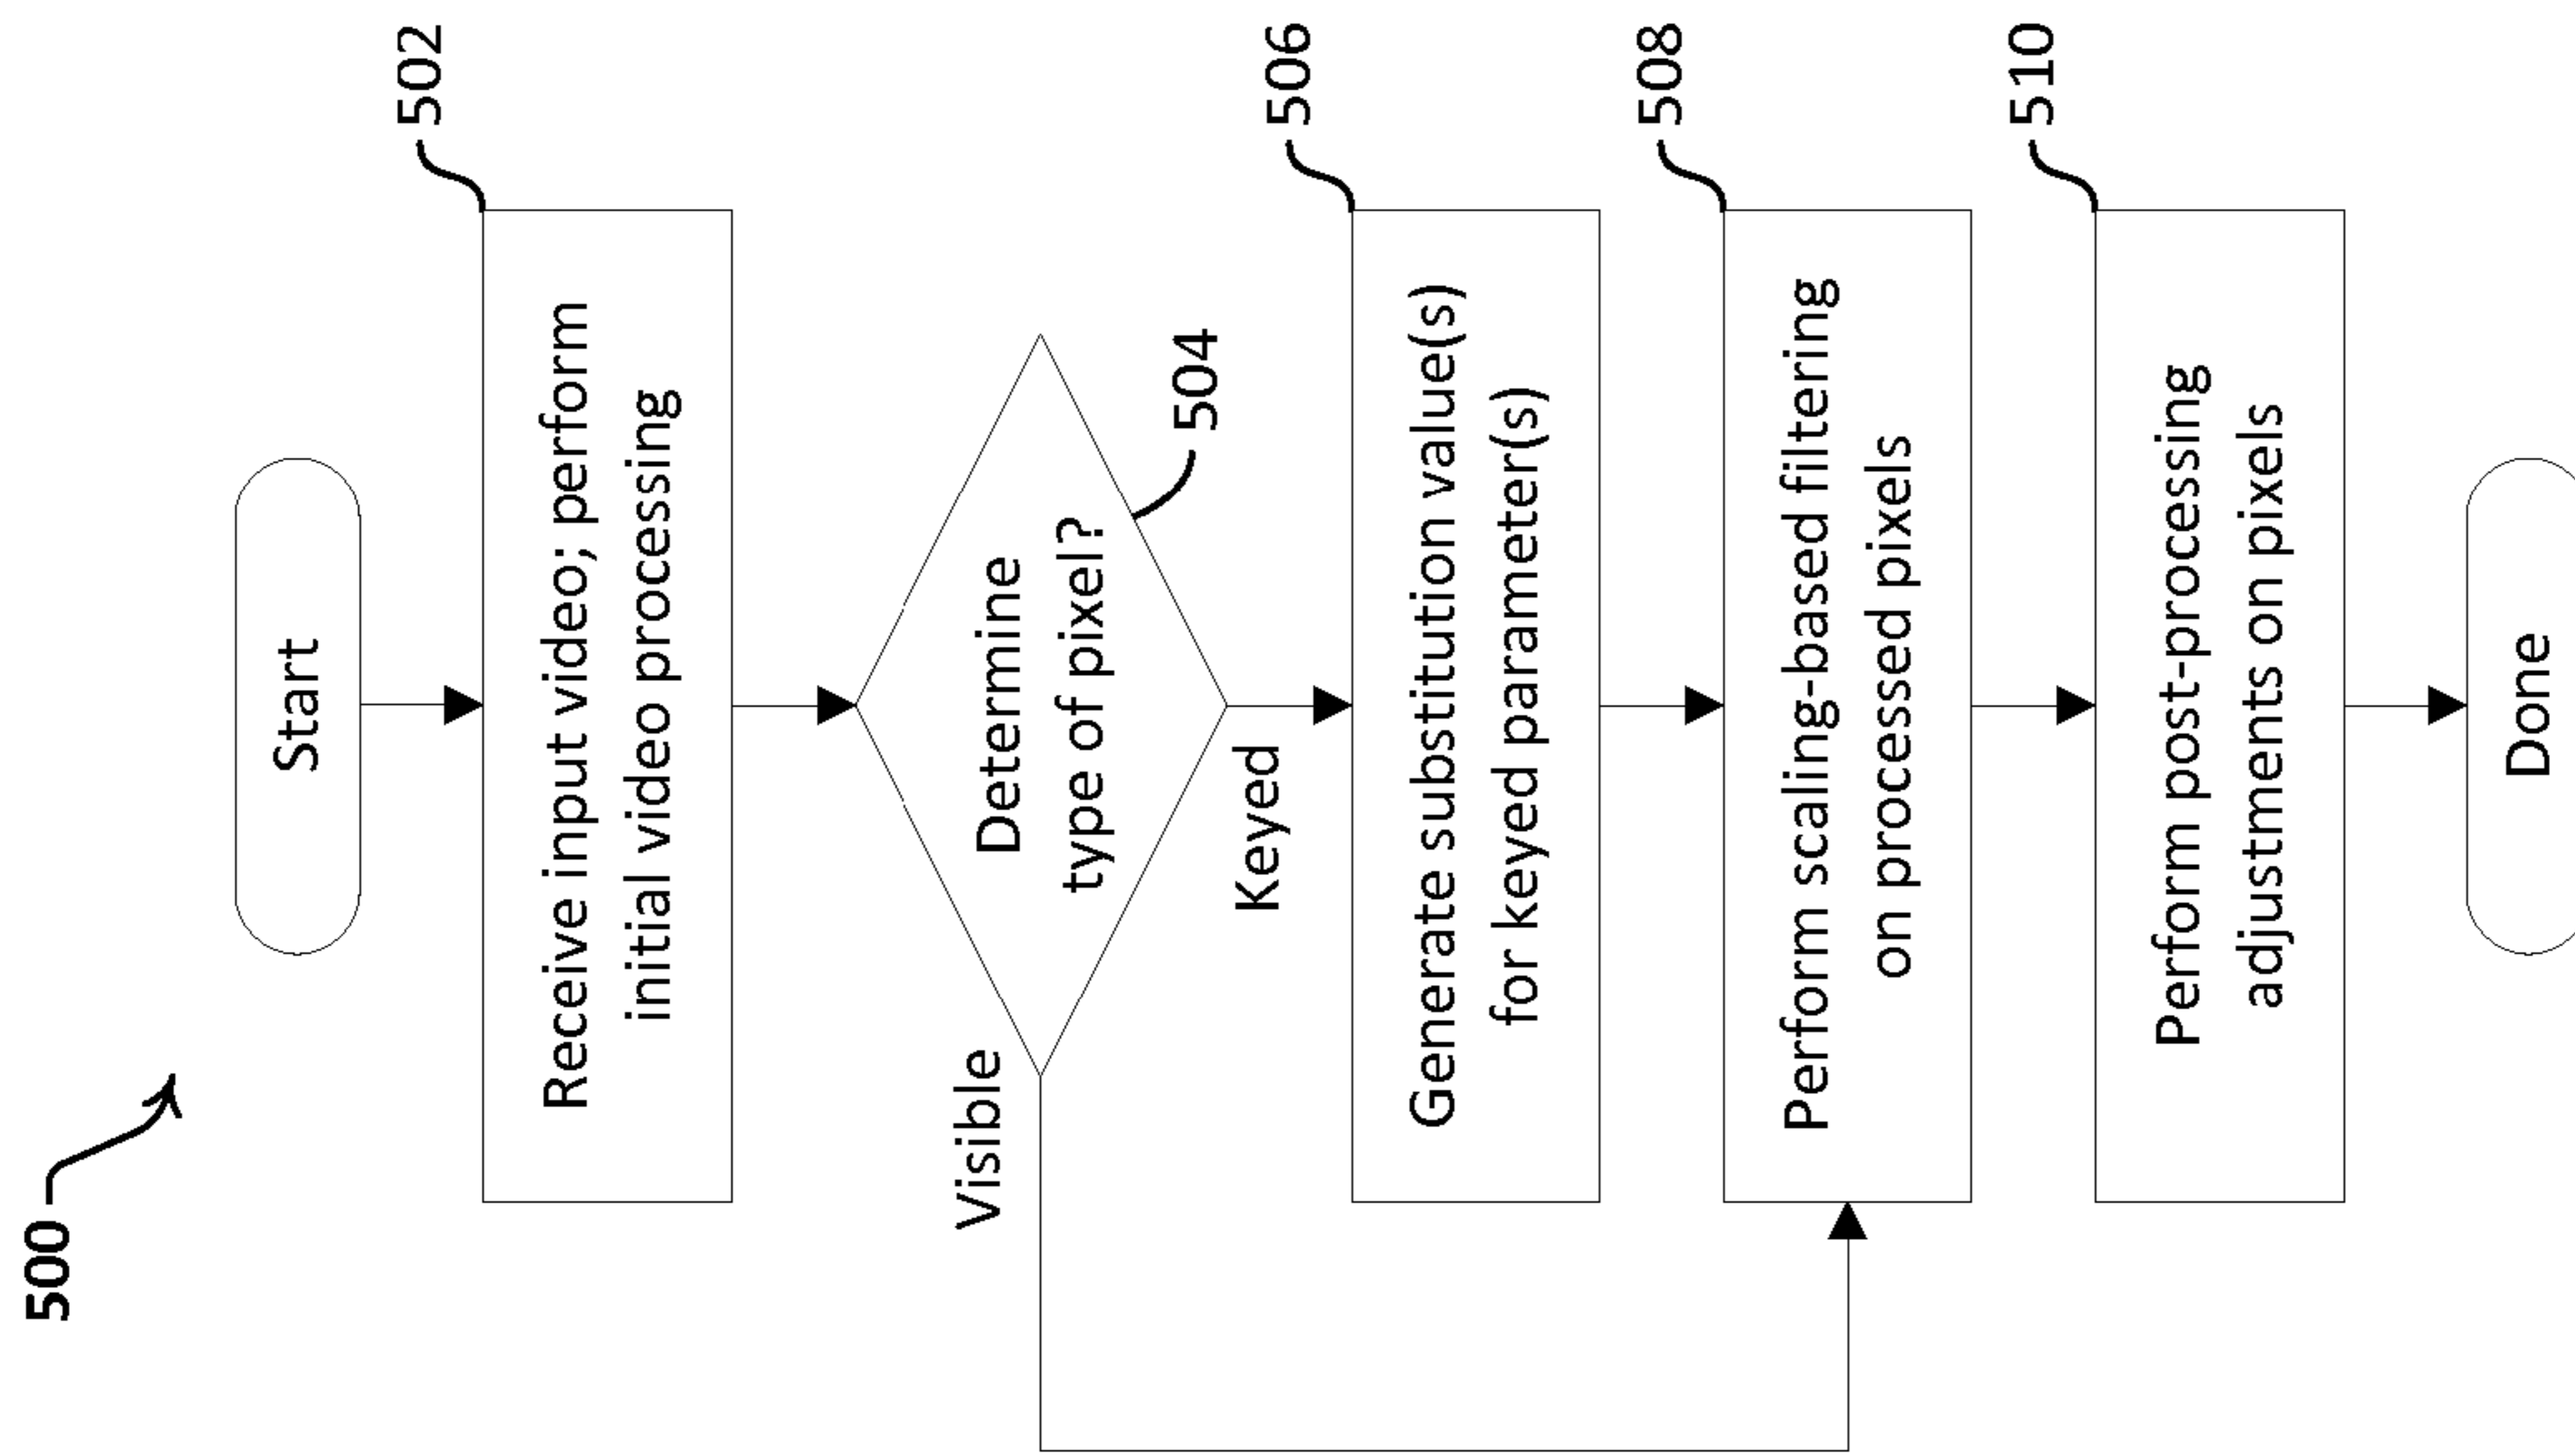 500
Start
502
Receive input video; perform
initial video processing
Determine
type of pixel?
504
Visible
Keyed
506
Generate substitution value(s)
for keyed parameter(s)
508
Perform scaling-based filtering
on processed pixels
510
Perform post-processing
adjustments on pixels
Done